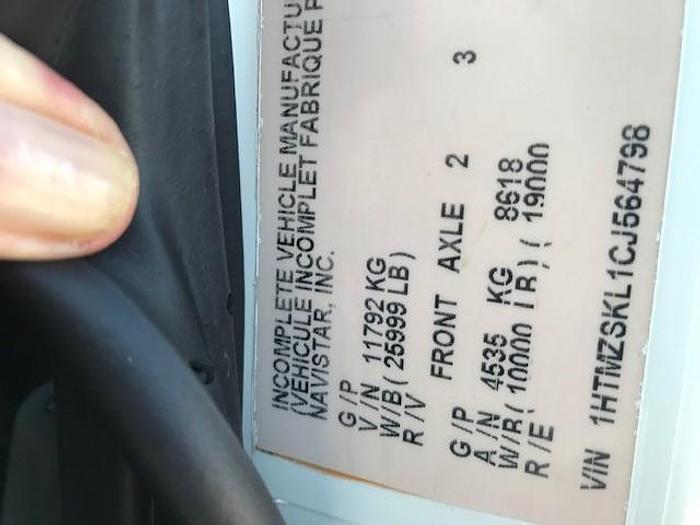 INCOMPLETE VEHICLE MANUFACTU
(VEHICULE INCOMPLET FABRIQUE P
NAVISTAR, INC.
G/P
V/N 11792 KG
W/B ( 25999 LB )
R/V
FRONT AXLE 2 3
G/P
A/N 4535 KG 8618
W/R ( 10000 LB ) ( 19000
R/E
VIN 1HTMZSKL1CJ564798